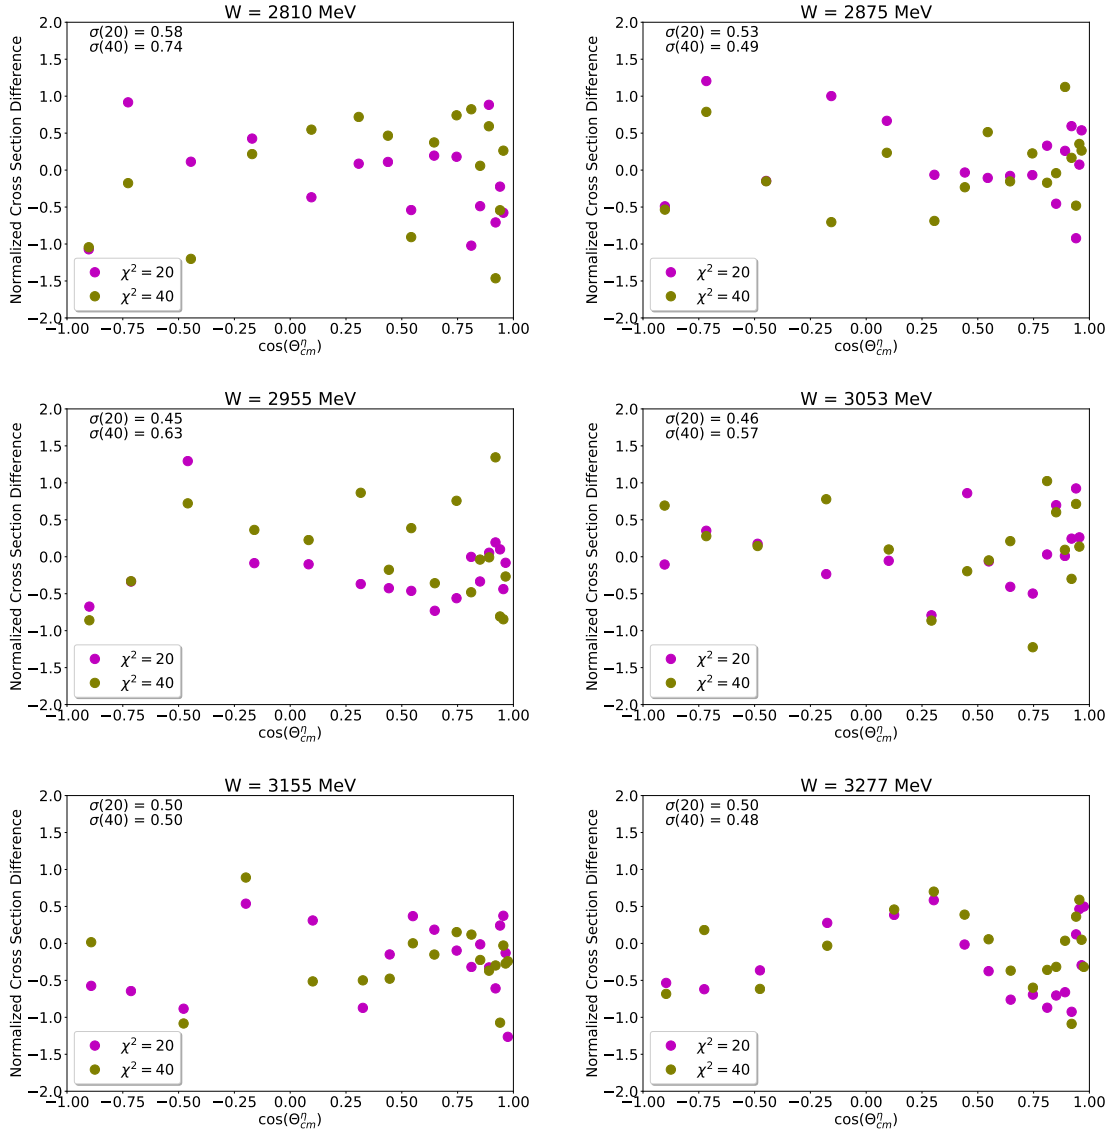 W = 2810 MeV
σ(20) = 0.58
σ(40) = 0.74
Normalized Cross Section Difference
2.0
1.5
1.0
0.5
0.0
−0.5
−1.0
−1.5
−2.0
χ² = 20
χ² = 40
−1.00 −0.75 −0.50 −0.25 0.00 0.25 0.50 0.75 1.00
cos(Θ^η_cm)
W = 2875 MeV
σ(20) = 0.53
σ(40) = 0.49
Normalized Cross Section Difference
2.0
1.5
1.0
0.5
0.0
−0.5
−1.0
−1.5
−2.0
χ² = 20
χ² = 40
−1.00 −0.75 −0.50 −0.25 0.00 0.25 0.50 0.75 1.00
cos(Θ^η_cm)
W = 2955 MeV
σ(20) = 0.45
σ(40) = 0.63
Normalized Cross Section Difference
2.0
1.5
1.0
0.5
0.0
−0.5
−1.0
−1.5
−2.0
χ² = 20
χ² = 40
−1.00 −0.75 −0.50 −0.25 0.00 0.25 0.50 0.75 1.00
cos(Θ^η_cm)
W = 3053 MeV
σ(20) = 0.46
σ(40) = 0.57
Normalized Cross Section Difference
2.0
1.5
1.0
0.5
0.0
−0.5
−1.0
−1.5
−2.0
χ² = 20
χ² = 40
−1.00 −0.75 −0.50 −0.25 0.00 0.25 0.50 0.75 1.00
cos(Θ^η_cm)
W = 3155 MeV
σ(20) = 0.50
σ(40) = 0.50
Normalized Cross Section Difference
2.0
1.5
1.0
0.5
0.0
−0.5
−1.0
−1.5
−2.0
χ² = 20
χ² = 40
−1.00 −0.75 −0.50 −0.25 0.00 0.25 0.50 0.75 1.00
cos(Θ^η_cm)
W = 3277 MeV
σ(20) = 0.50
σ(40) = 0.48
Normalized Cross Section Difference
2.0
1.5
1.0
0.5
0.0
−0.5
−1.0
−1.5
−2.0
χ² = 20
χ² = 40
−1.00 −0.75 −0.50 −0.25 0.00 0.25 0.50 0.75 1.00
cos(Θ^η_cm)